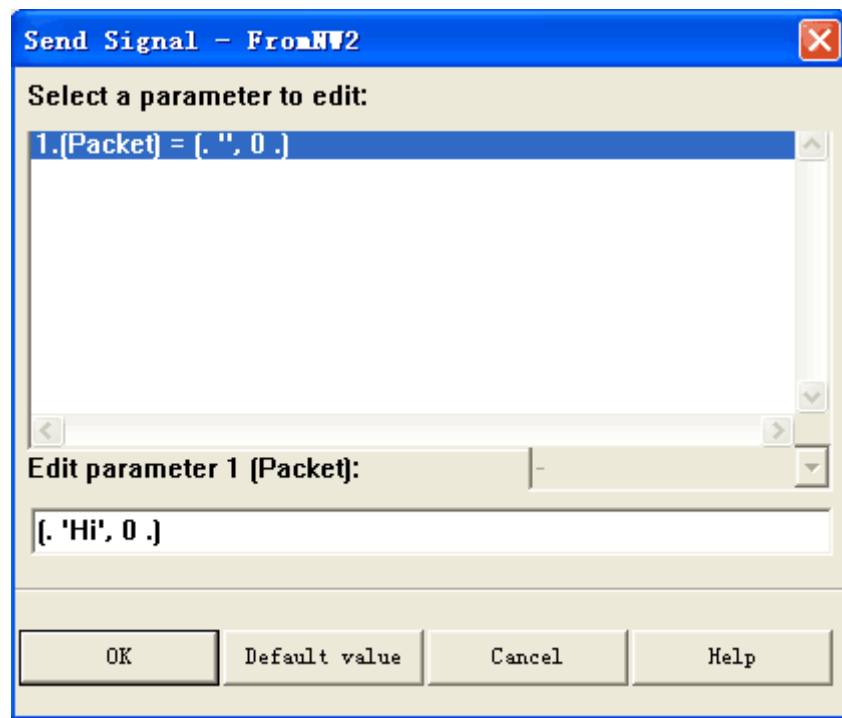 Send Signal - FromNW2
Select a parameter to edit:
1.(Packet) = (. '', 0 .)
Edit parameter 1 (Packet):
-
(. 'Hi', 0 .)
OK
Default value
Cancel
Help